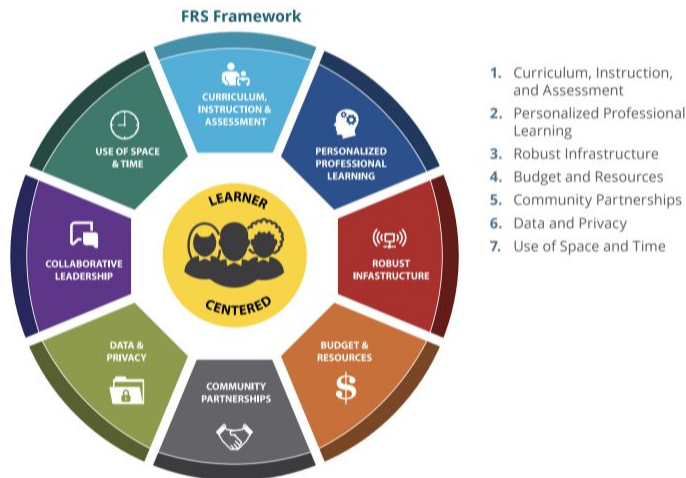 FRS Framework
CURRICULUM,
INSTRUCTION &
ASSESSMENT
PERSONALIZED
PROFESSIONAL
LEARNING
ROBUST
INFASTRUCTURE
BUDGET &
RESOURCES
COMMUNITY
PARTNERSHIPS
DATA &
PRIVACY
COLLABORATIVE
LEADERSHIP
USE OF SPACE
& TIME
LEARNER
CENTERED
$
1. Curriculum, Instruction,
and Assessment
2. Personalized Professional
Learning
3. Robust Infrastructure
4. Budget and Resources
5. Community Partnerships
6. Data and Privacy
7. Use of Space and Time